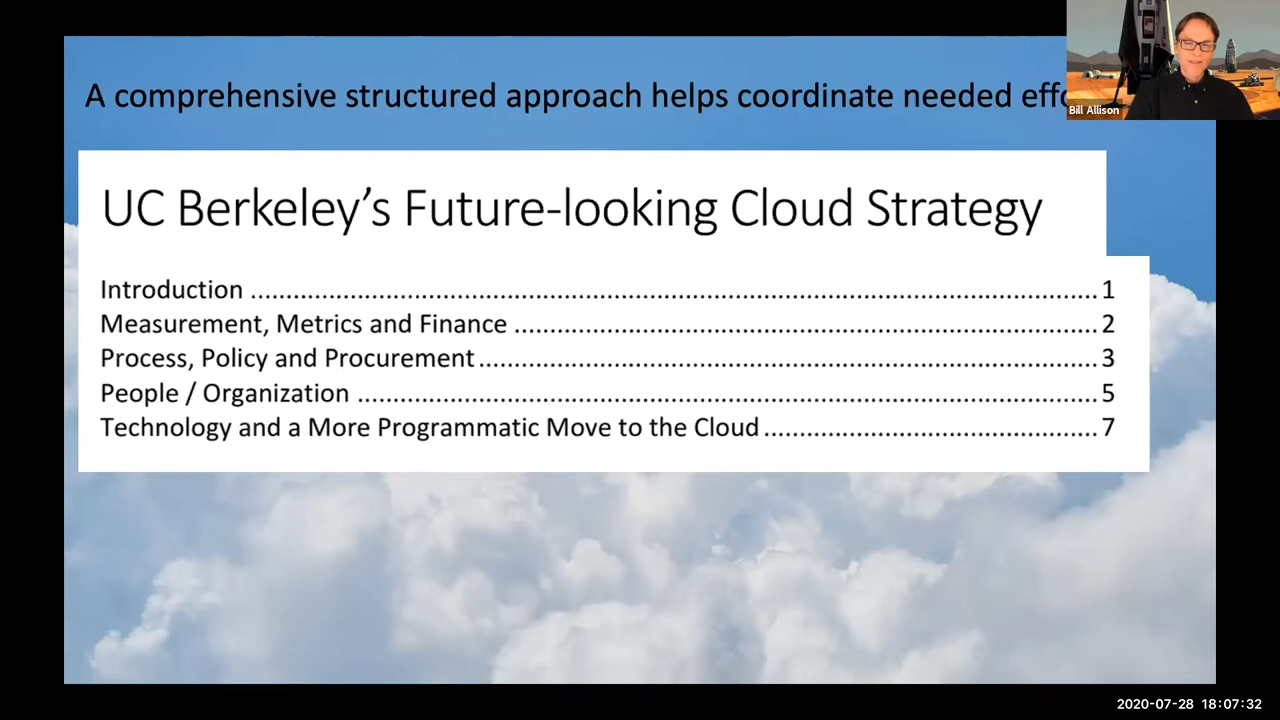 A comprehensive structured approach helps coordinate needed
Bill Allison
UC Berkeley’s Future-looking Cloud Strategy
Introduction ........................................................................................................................ 1
Measurement, Metrics and Finance .................................................................................. 2
Process, Policy and Procurement ....................................................................................... 3
People / Organization ........................................................................................................ 5
Technology and a More Programmatic Move to the Cloud ............................................... 7
2020-07-28 18:07:32